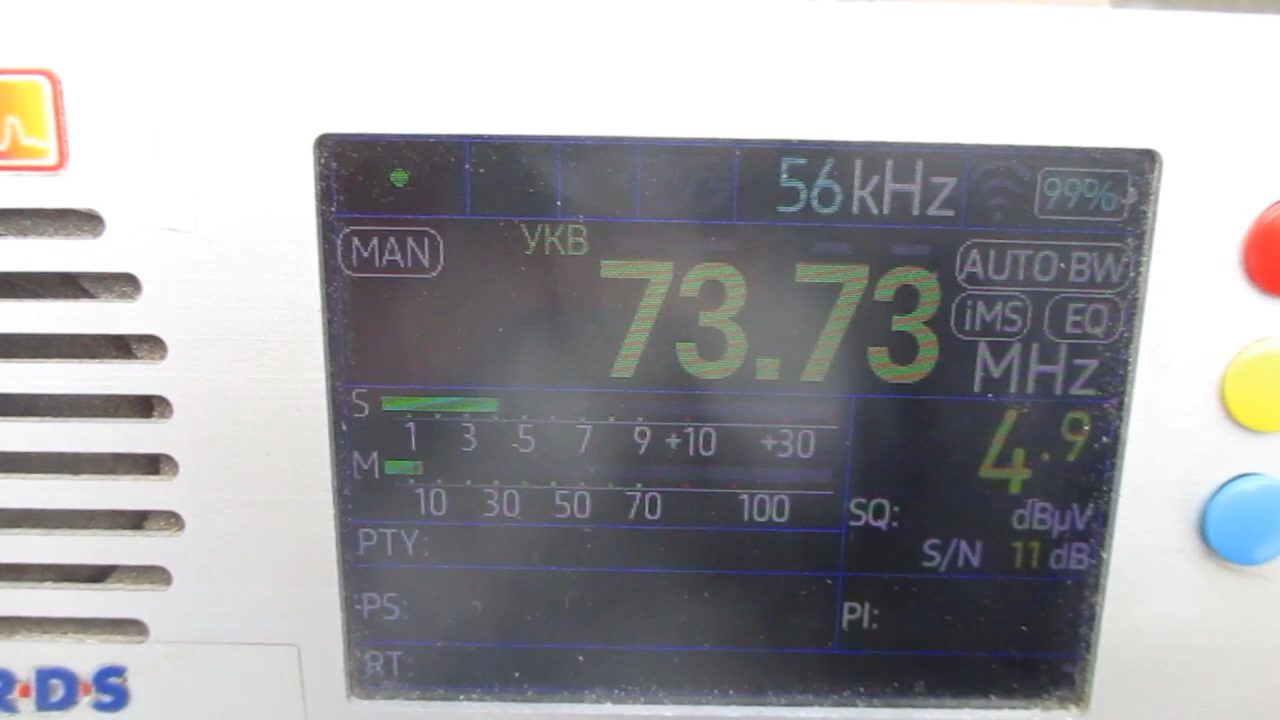 56 kHz 99%
MAN УКВ AUTO BW
73.73 iMS EQ
MHz
S
1 3 5 7 9 +10 +30
4.9
M
10 30 50 70 100
SQ: dBµV
PTY: S/N 11 dB
PS: PI:
RT
R·D·S